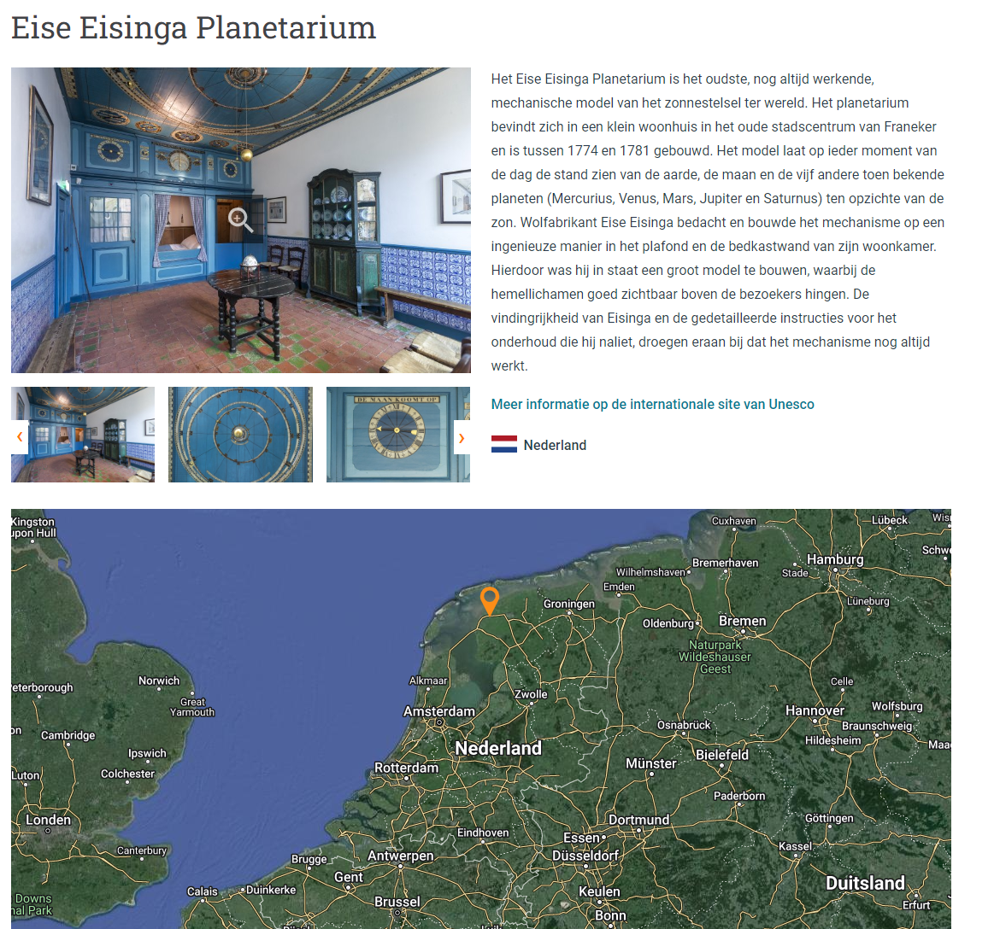 Eise Eisinga Planetarium
Het Eise Eisinga Planetarium is het oudste, nog altijd werkende,
mechanische model van het zonnestelsel ter wereld. Het planetarium
bevindt zich in een klein woonhuis in het oude stadscentrum van Franeker
en is tussen 1774 en 1781 gebouwd. Het model laat op ieder moment van
de dag de stand zien van de aarde, de maan en de vijf andere toen bekende
planeten (Mercurius, Venus, Mars, Jupiter en Saturnus) ten opzichte van de
zon. Wolfabrikant Eise Eisinga bedacht en bouwde het mechanisme op een
ingenieuze manier in het plafond en de bedkastwand van zijn woonkamer.
Hierdoor was hij in staat een groot model te bouwen, waarbij de
hemellichamen goed zichtbaar boven de bezoekers hingen. De
vindingrijkheid van Eisinga en de gedetailleerde instructies voor het
onderhoud die hij naliet, droegen eraan bij dat het mechanisme nog altijd
werkt.
DE MAAN KOOMT OP
Meer informatie op de internationale site van Unesco
Nederland
Kingston
upon Hull
Cuxhaven
Lübeck
Wis
Schwe
Hamburg
Bremerhaven
Stade
Wilhelmshaven
Emden
Groningen
Lüneburg
Oldenburg
Bremen
Naturpark
Wildeshauser
Geest
Norwich
Great
Yarmouth
eterborough
Alkmaar
Zwolle
Celle
Amsterdam
Hannover
Wolfsburg
on
Cambridge
Osnabrück
Braunschweig
Hildesheim
Maa
Ipswich
Nederland
Bielefeld
Münster
Luton
Colchester
Rotterdam
Paderborn
Londen
Dortmund
Göttingen
Eindhoven
Essen
Kassel
Canterbury
Brugge
Antwerpen
Düsseldorf
Gent
Duitsland
Calais
Duinkerke
Keulen
Downs
nal Park
Brussel
Erfurt
Bonn